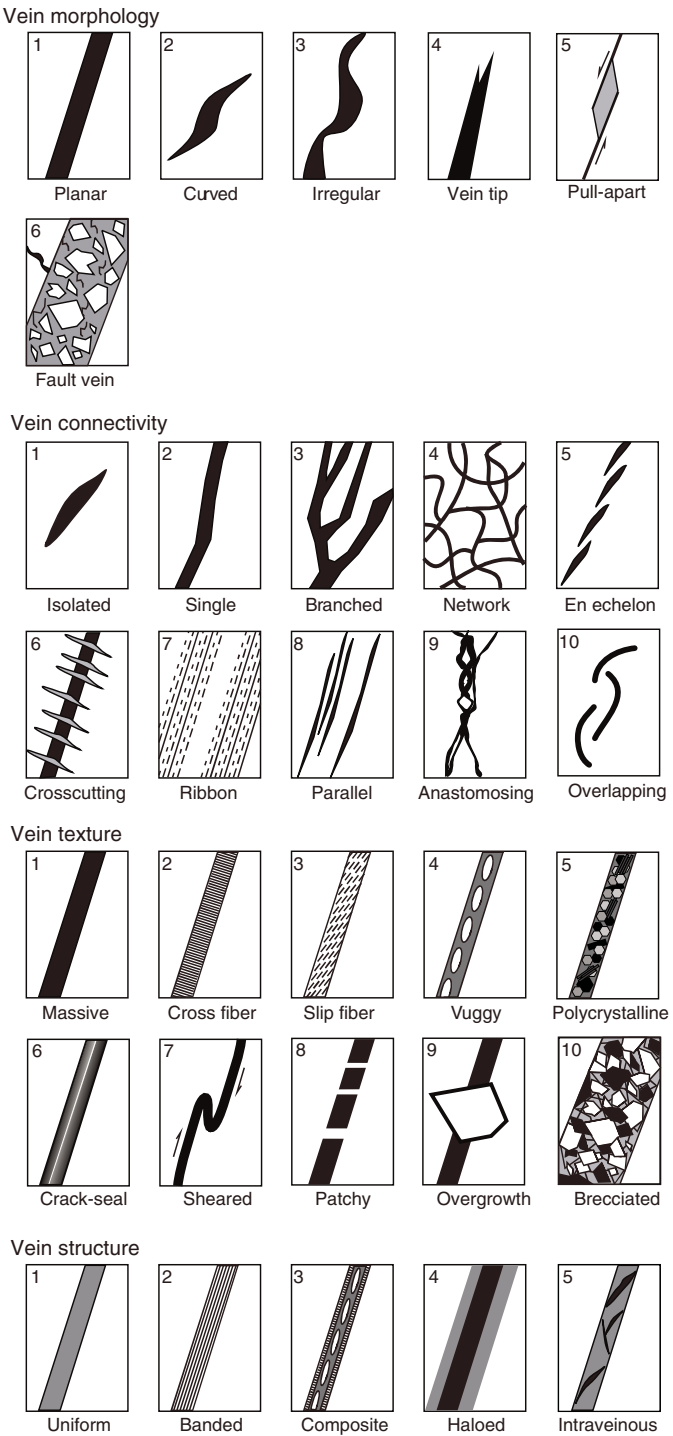 Vein morphology
1 2 3 4 5
Planar Curved Irregular Vein tip Pull-apart
6
Fault vein
Vein connectivity
1 2 3 4 5
Isolated Single Branched Network En echelon
6 7 8 9 10
Crosscutting Ribbon Parallel Anastomosing Overlapping
Vein texture
1 2 3 4 5
Massive Cross fiber Slip fiber Vuggy Polycrystalline
6 7 8 9 10
Crack-seal Sheared Patchy Overgrowth Brecciated
Vein structure
1 2 3 4 5
Uniform Banded Composite Haloed Intraveinous